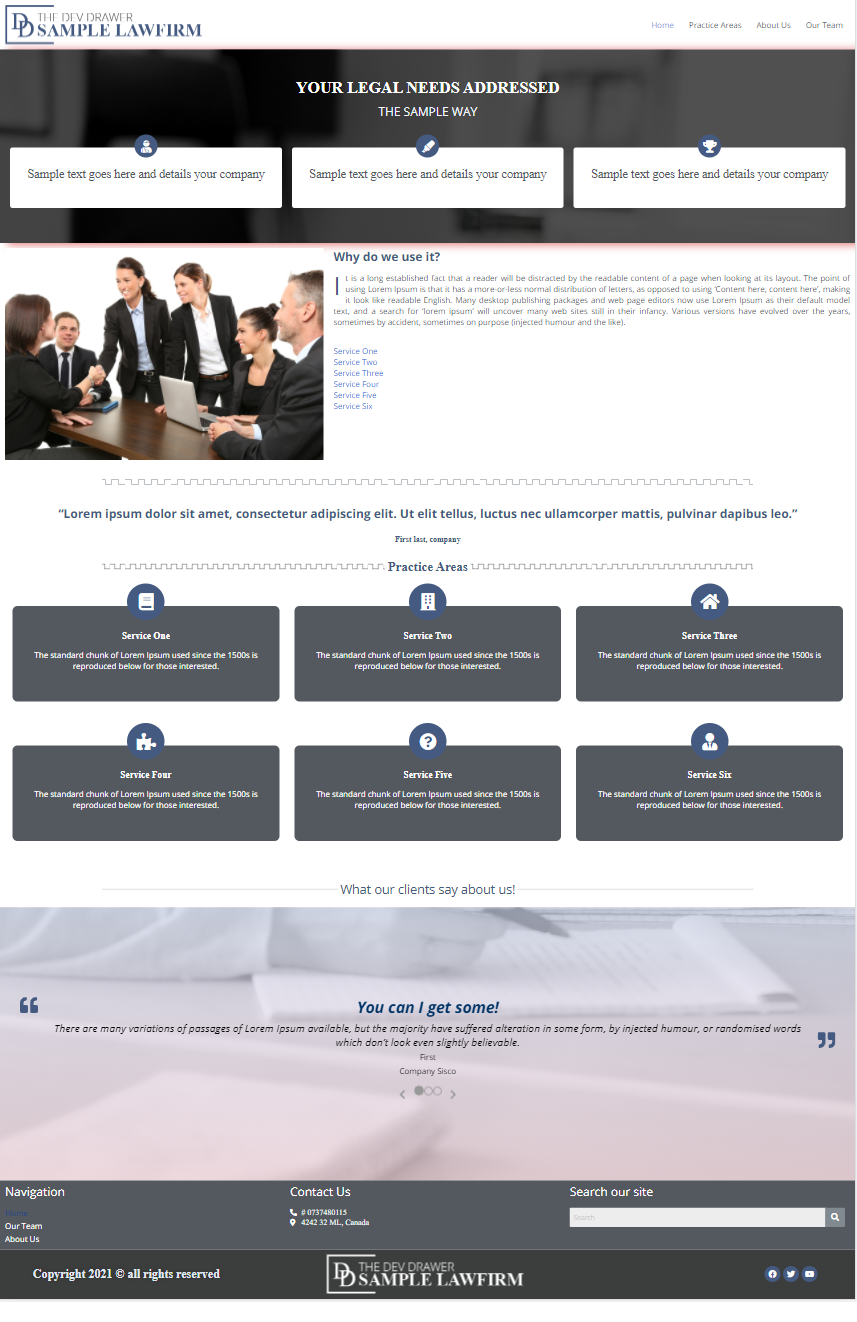 THE DEV DRAWER
DD SAMPLE LAWFIRM
Home Practice Areas About Us Our Team
YOUR LEGAL NEEDS ADDRESSED
THE SAMPLE WAY
Sample text goes here and details your company Sample text goes here and details your company Sample text goes here and details your company
Why do we use it?
It is a long established fact that a reader will be distracted by the readable content of a page when looking at its layout. The point of
using Lorem Ipsum is that it has a more-or-less normal distribution of letters, as opposed to using 'Content here, content here', making
it look like readable English. Many desktop publishing packages and web page editors now use Lorem Ipsum as their default model
text, and a search for 'lorem ipsum' will uncover many web sites still in their infancy. Various versions have evolved over the years,
sometimes by accident, sometimes on purpose (injected humour and the like).
Service One
Service Two
Service Three
Service Four
Service Five
Service Six
“Lorem ipsum dolor sit amet, consectetur adipiscing elit. Ut elit tellus, luctus nec ullamcorper mattis, pulvinar dapibus leo.”
First last, company
Practice Areas
Service One
The standard chunk of Lorem Ipsum used since the 1500s is
reproduced below for those interested.
Service Two
The standard chunk of Lorem Ipsum used since the 1500s is
reproduced below for those interested.
Service Three
The standard chunk of Lorem Ipsum used since the 1500s is
reproduced below for those interested.
Service Four
The standard chunk of Lorem Ipsum used since the 1500s is
reproduced below for those interested.
Service Five
The standard chunk of Lorem Ipsum used since the 1500s is
reproduced below for those interested.
Service Six
The standard chunk of Lorem Ipsum used since the 1500s is
reproduced below for those interested.
What our clients say about us!
You can I get some!
There are many variations of passages of Lorem Ipsum available, but the majority have suffered alteration in some form, by injected humour, or randomised words
which don't look even slightly believable.
First
Company Sisco
Navigation
Home
Our Team
About Us
Contact Us
# 0737480115
4242 32 ML, Canada
Search our site
Search
Copyright 2021 © all rights reserved
THE DEV DRAWER
DD SAMPLE LAWFIRM